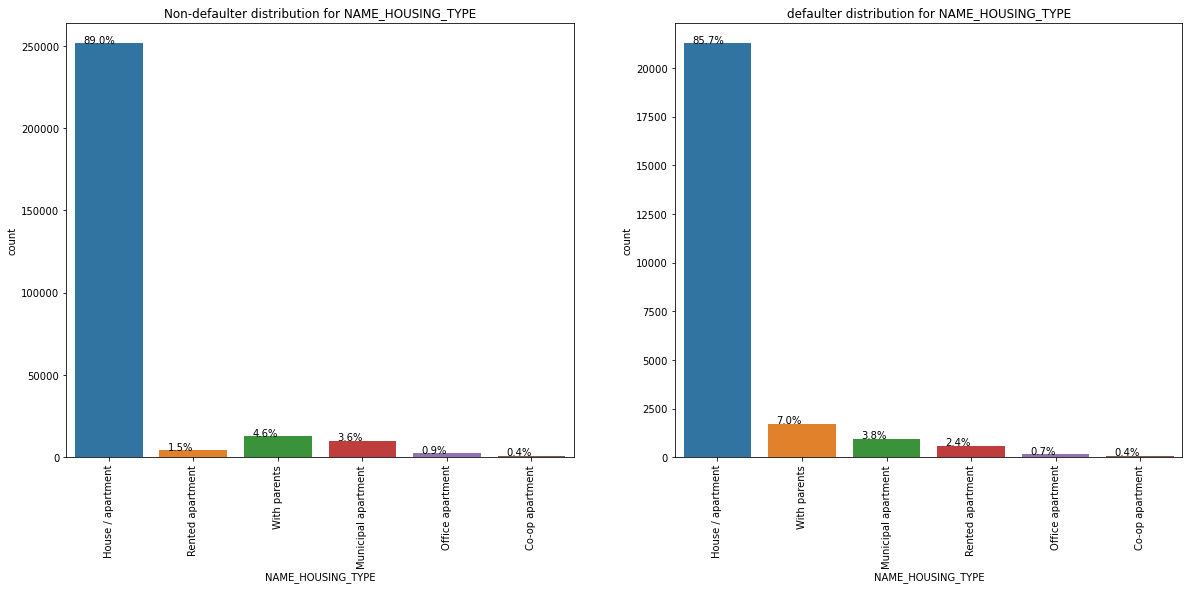 Non-defaulter distribution for NAME_HOUSING_TYPE
250000
200000
150000
100000
50000
0
count
89.0%
1.5%
4.6%
3.6%
0.9%
0.4%
House / apartment
Rented apartment
With parents
Municipal apartment
Office apartment
Co-op apartment
NAME_HOUSING_TYPE
defaulter distribution for NAME_HOUSING_TYPE
20000
17500
15000
12500
10000
7500
5000
2500
0
count
85.7%
7.0%
3.8%
2.4%
0.7%
0.4%
House / apartment
With parents
Municipal apartment
Rented apartment
Office apartment
Co-op apartment
NAME_HOUSING_TYPE